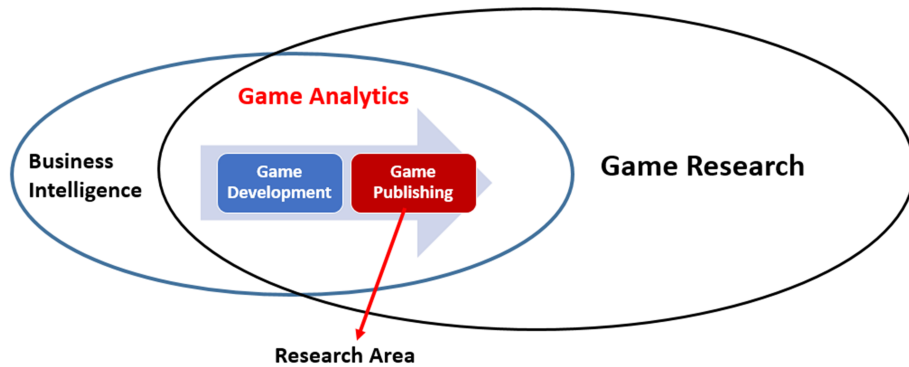 Game Analytics
Business
Intelligence
Game
Development
Game
Publishing
Game Research
Research Area